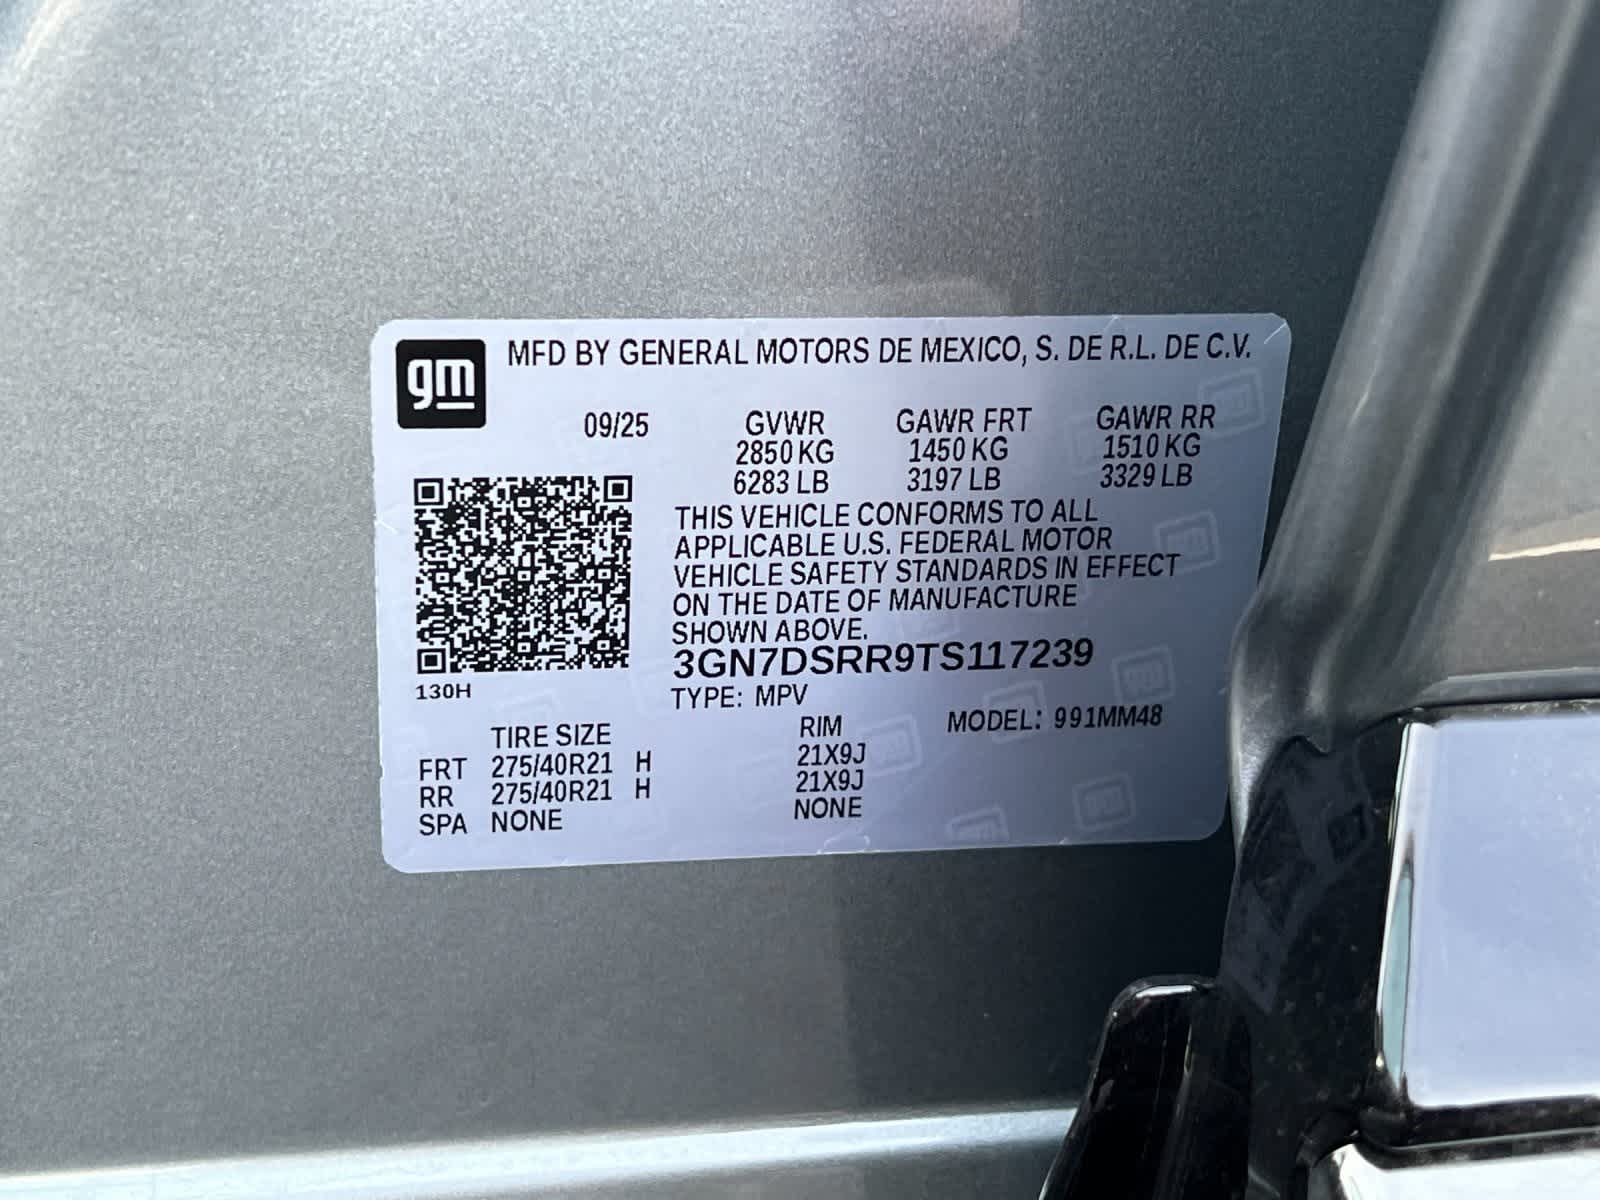 gm MFD BY GENERAL MOTORS DE MEXICO, S. DE R.L. DE C.V.
09/25 GVWR GAWR FRT GAWR RR
2850 KG 1450 KG 1510 KG
6283 LB 3197 LB 3329 LB
THIS VEHICLE CONFORMS TO ALL
APPLICABLE U.S. FEDERAL MOTOR
VEHICLE SAFETY STANDARDS IN EFFECT
ON THE DATE OF MANUFACTURE
SHOWN ABOVE.
3GN7DSRR9TS117239
130H TYPE: MPV
TIRE SIZE RIM MODEL: 991MM48
FRT 275/40R21 H 21X9J
RR 275/40R21 H 21X9J
SPA NONE NONE